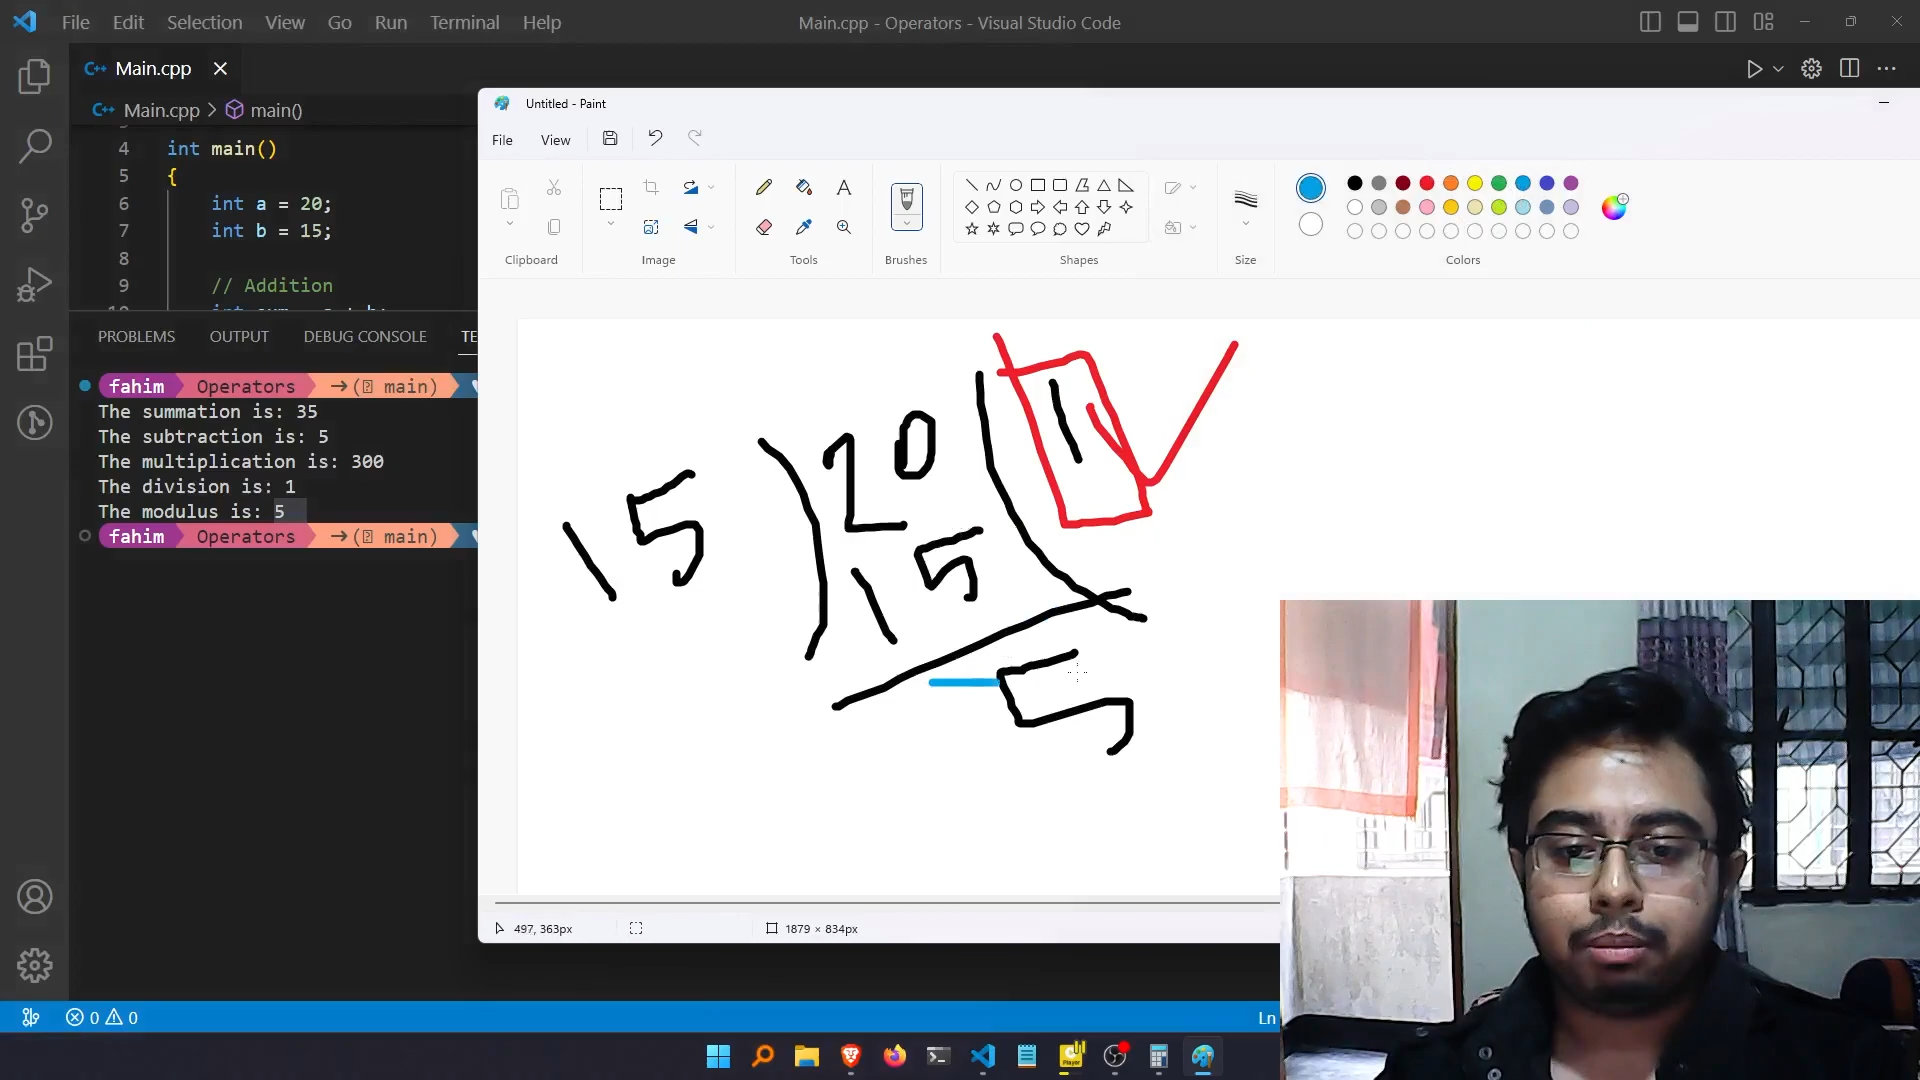 File Edit Selection View Go Run Terminal Help
Main.cpp - Operators - Visual Studio Code
C++ Main.cpp
C++ Main.cpp > main()
4 int main()
5 {
6 int a = 20;
7 int b = 15;
8
9 // Addition
PROBLEMS OUTPUT DEBUG CONSOLE TE
fahim Operators → ( main)
The summation is: 35
The subtraction is: 5
The multiplication is: 300
The division is: 1
The modulus is: 5
fahim Operators → ( main)
0 0
Ln
Untitled - Paint
File View
Clipboard Image Tools Brushes Shapes Size Colors
A
1
20
15
15
5
497, 363px
1879 × 834px